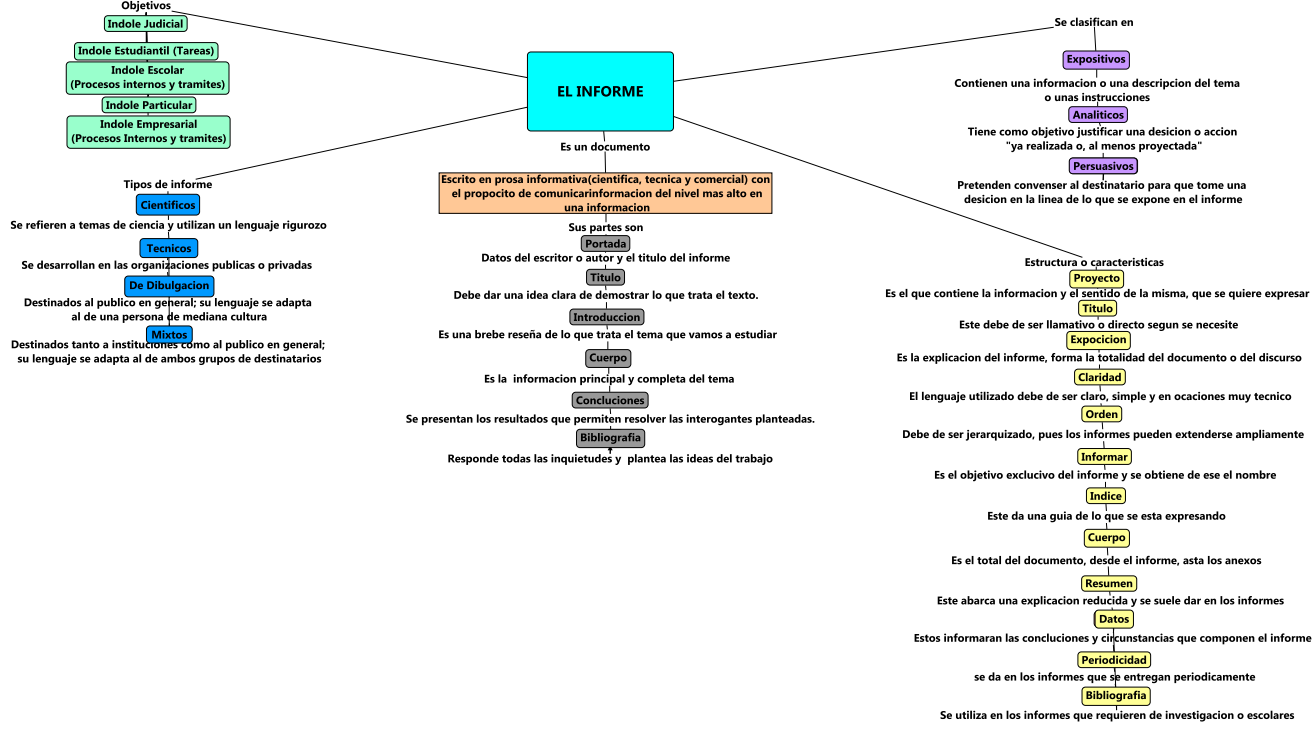 EL INFORME
Objetivos
Indole Judicial
Indole Estudiantil (Tareas)
Indole Escolar
(Procesos internos y tramites)
Indole Particular
Indole Empresarial
(Procesos Internos y tramites)
Tipos de informe
Cientificos
Se refieren a temas de ciencia y utilizan un lenguaje rigurozo
Tecnicos
Se desarrollan en las organizaciones publicas o privadas
De Dibulgacion
Destinados al publico en general; su lenguaje se adapta
al de una persona de mediana cultura
Mixtos
Destinados tanto a instituciones como al publico en general;
su lenguaje se adapta al de ambos grupos de destinatarios
Es un documento
Escrito en prosa informativa(cientifica, tecnica y comercial) con
el propocito de comunicarinformacion del nivel mas alto en
una informacion
Sus partes son
Portada
Datos del escritor o autor y el titulo del informe
Titulo
Debe dar una idea clara de demostrar lo que trata el texto.
Introduccion
Es una brebe reseña de lo que trata el tema que vamos a estudiar
Cuerpo
Es la informacion principal y completa del tema
Concluciones
Se presentan los resultados que permiten resolver las interogantes planteadas.
Bibliografia
Responde todas las inquietudes y plantea las ideas del trabajo
Se clasifican en
Expositivos
Contienen una informacion o una descripcion del tema
o unas instrucciones
Analiticos
Tiene como objetivo justificar una desicion o accion
"ya realizada o, al menos proyectada"
Persuasivos
Pretenden convenser al destinatario para que tome una
desicion en la linea de lo que se expone en el informe
Estructura o caracteristicas
Proyecto
Es el que contiene la informacion y el sentido de la misma, que se quiere expresar
Titulo
Este debe de ser llamativo o directo segun se necesite
Expocicion
Es la explicacion del informe, forma la totalidad del documento o del discurso
Claridad
El lenguaje utilizado debe de ser claro, simple y en ocaciones muy tecnico
Orden
Debe de ser jerarquizado, pues los informes pueden extenderse ampliamente
Informar
Es el objetivo exclucivo del informe y se obtiene de ese el nombre
Indice
Este da una guia de lo que se esta expresando
Cuerpo
Es el total del documento, desde el informe, asta los anexos
Resumen
Este abarca una explicacion reducida y se suele dar en los informes
Datos
Estos informaran las concluciones y circunstancias que componen el informe
Periodicidad
se da en los informes que se entregan periodicamente
Bibliografia
Se utiliza en los informes que requieren de investigacion o escolares